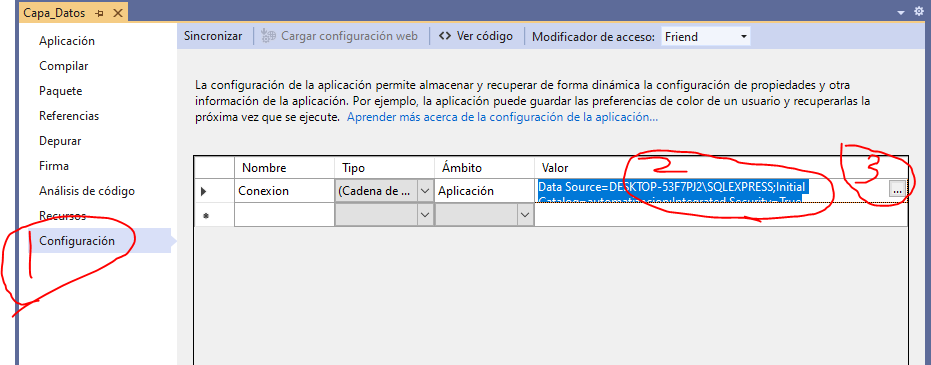 Capa_Datos
Aplicación
Compilar
Paquete
Referencias
Depurar
Firma
Análisis de código
Recursos
Configuración
1
Sincronizar Cargar configuración web Ver código Modificador de acceso: Friend
La configuración de la aplicación permite almacenar y recuperar de forma dinámica la configuración de propiedades y otra
información de la aplicación. Por ejemplo, la aplicación puede guardar las preferencias de color de un usuario y recuperarlas la
próxima vez que se ejecute. Aprender más acerca de la configuración de la aplicación...
Nombre Tipo Ámbito Valor
2
3
Conexion (Cadena de ... Aplicación Data Source=DESKTOP-53F7PJ2\SQLEXPRESS;Initial
Catalog=automatizacion;Integrated Security=True
...